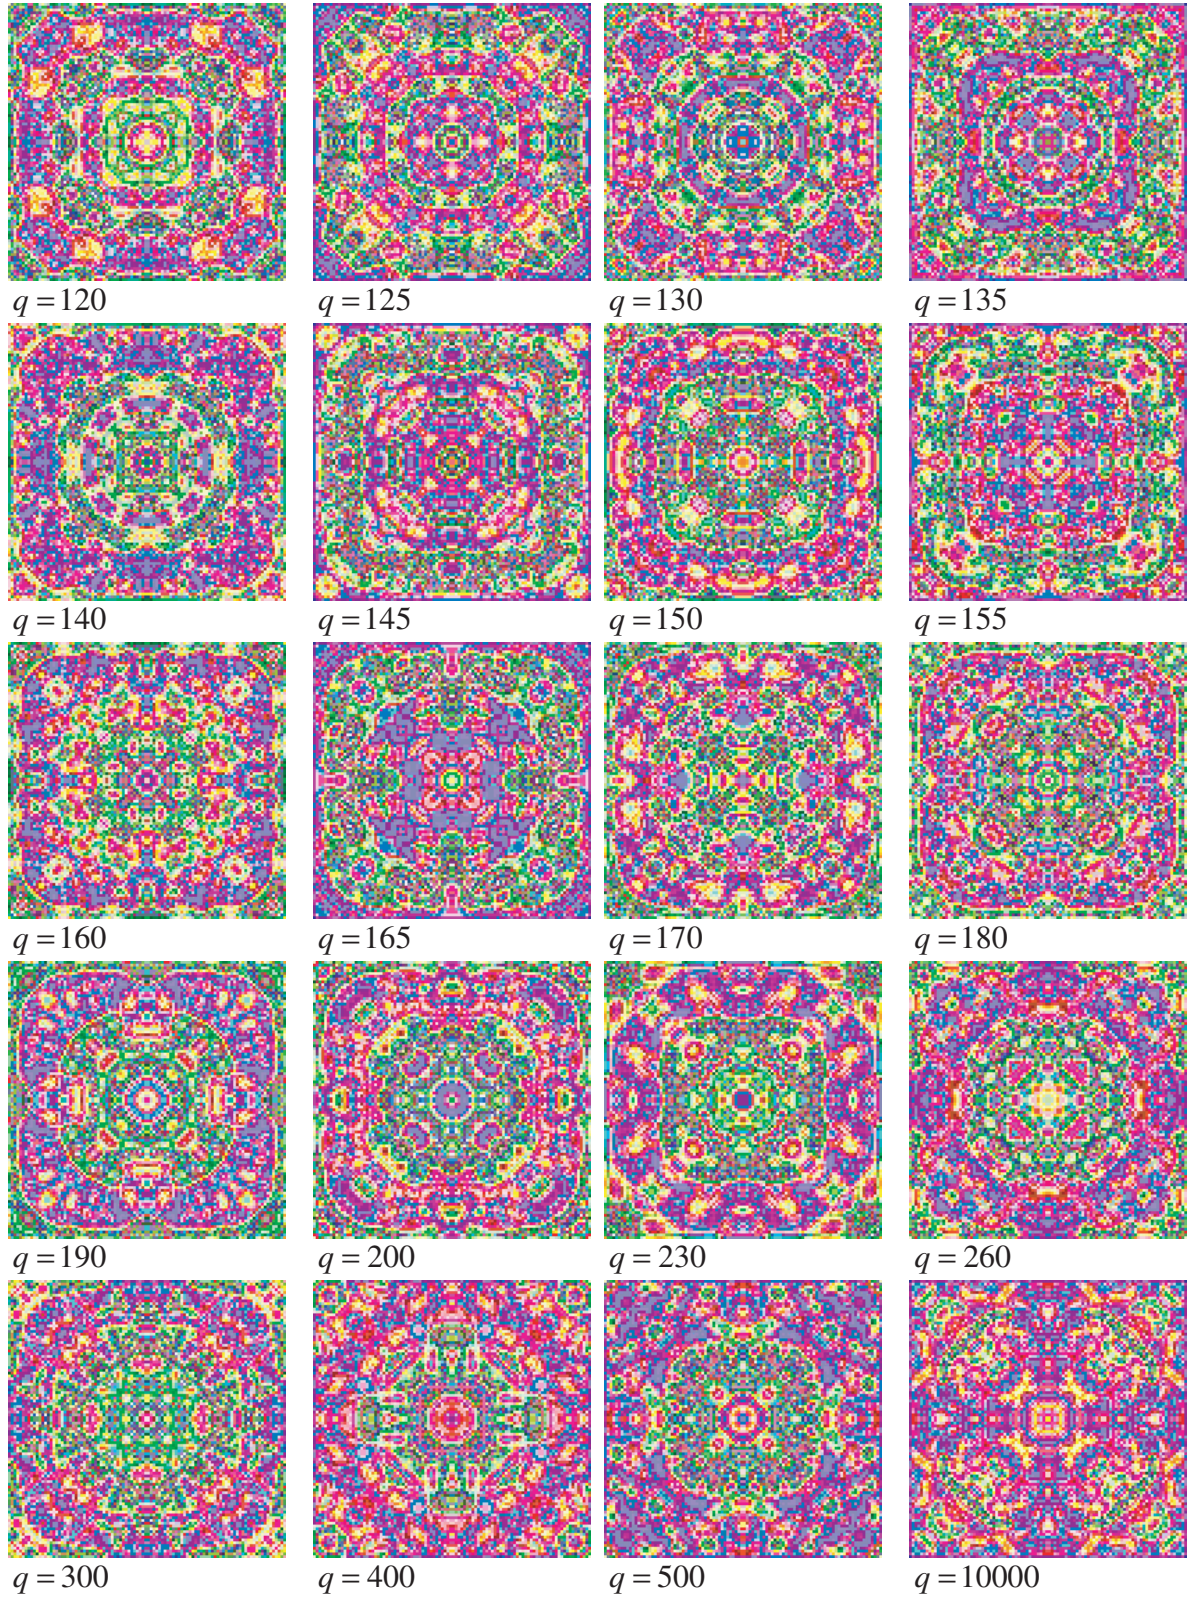 q = 120 q = 125 q = 130 q = 135
q = 140 q = 145 q = 150 q = 155
q = 160 q = 165 q = 170 q = 180
q = 190 q = 200 q = 230 q = 260
q = 300 q = 400 q = 500 q = 10000